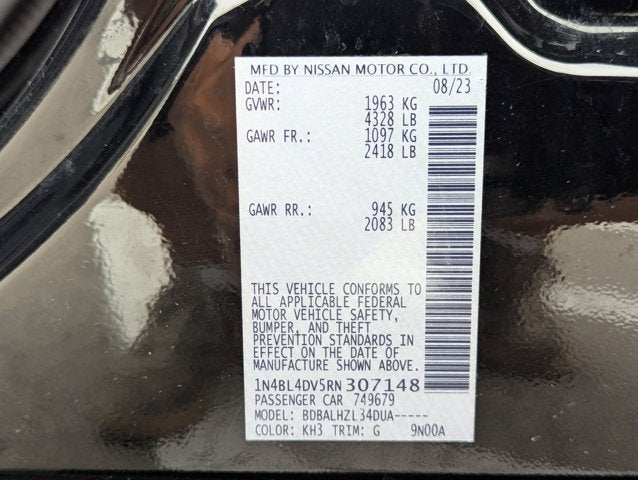 MFD BY NISSAN MOTOR CO., LTD.
DATE: 08/23
GVWR: 1963 KG
4328 LB
GAWR FR.: 1097 KG
2418 LB
GAWR RR.: 945 KG
2083 LB
THIS VEHICLE CONFORMS TO
ALL APPLICABLE FEDERAL
MOTOR VEHICLE SAFETY,
BUMPER, AND THEFT
PREVENTION STANDARDS IN
EFFECT ON THE DATE OF
MANUFACTURE SHOWN ABOVE.
1N4BL4DV5RN307148
PASSENGER CAR 749679
MODEL: BDBALHZL34DUA-----
COLOR: KH3 TRIM: G 9N00A